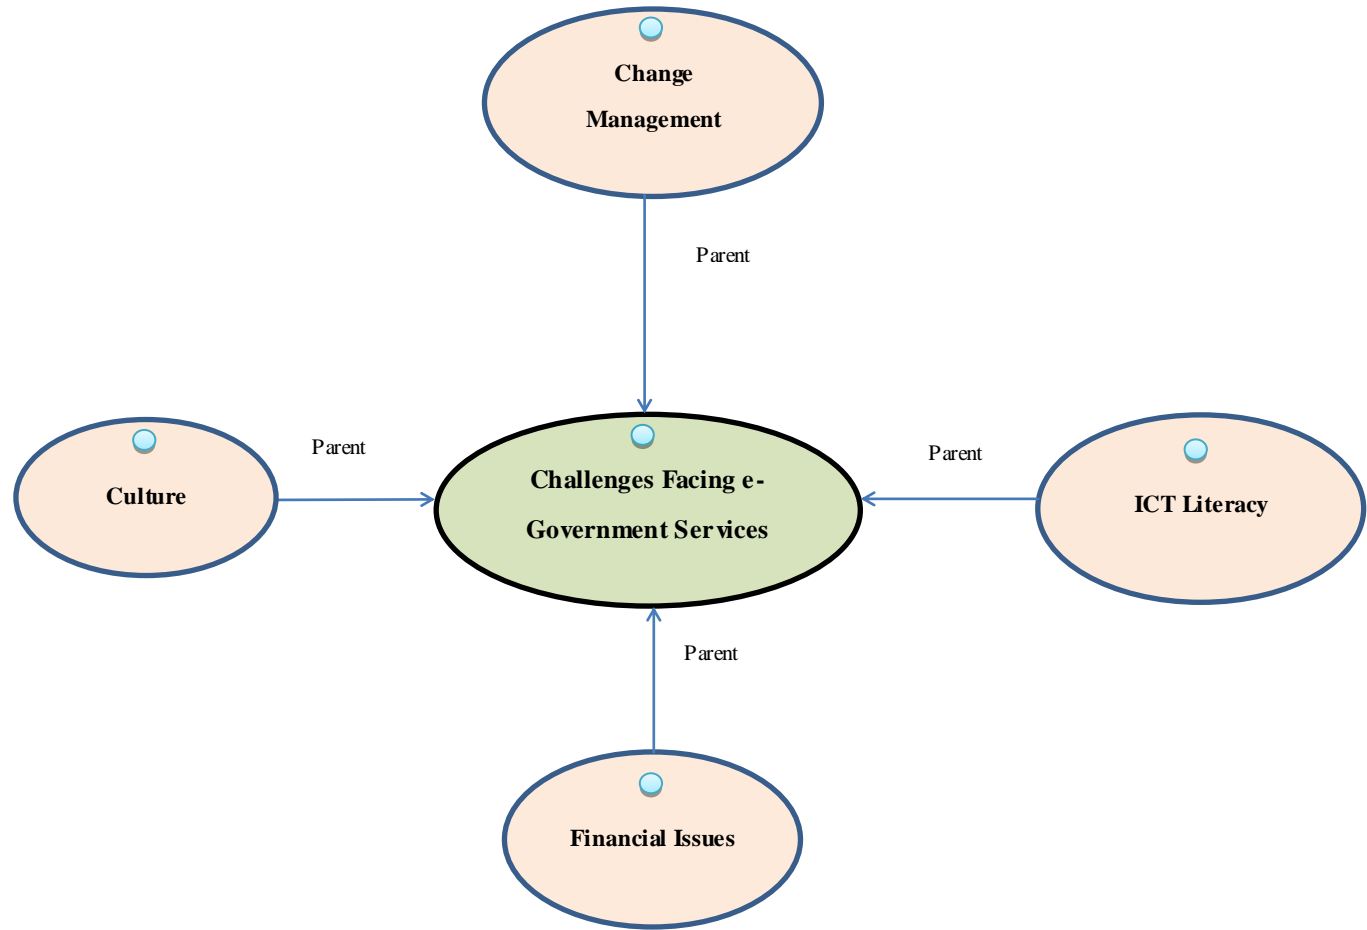 Change
Management
Parent
Parent
Culture
Challenges Facing e-
Government Services
Parent
ICT Literacy
Parent
Financial Issues